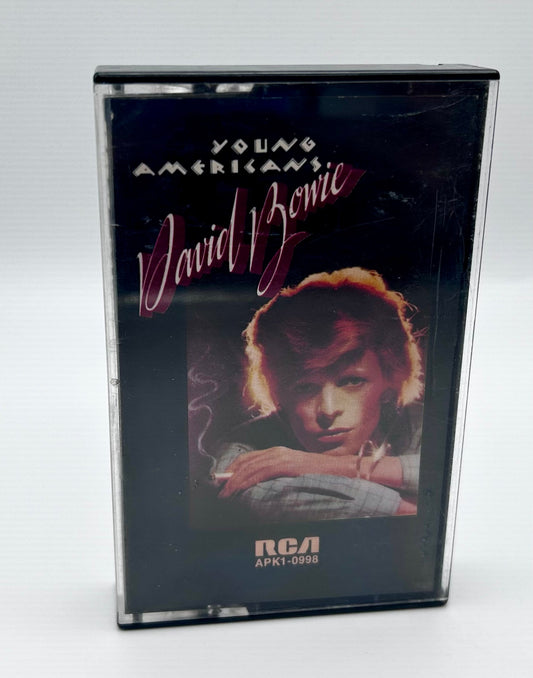 YOUNG
AMERICANS
David Bowie
RCA
APK1-0998